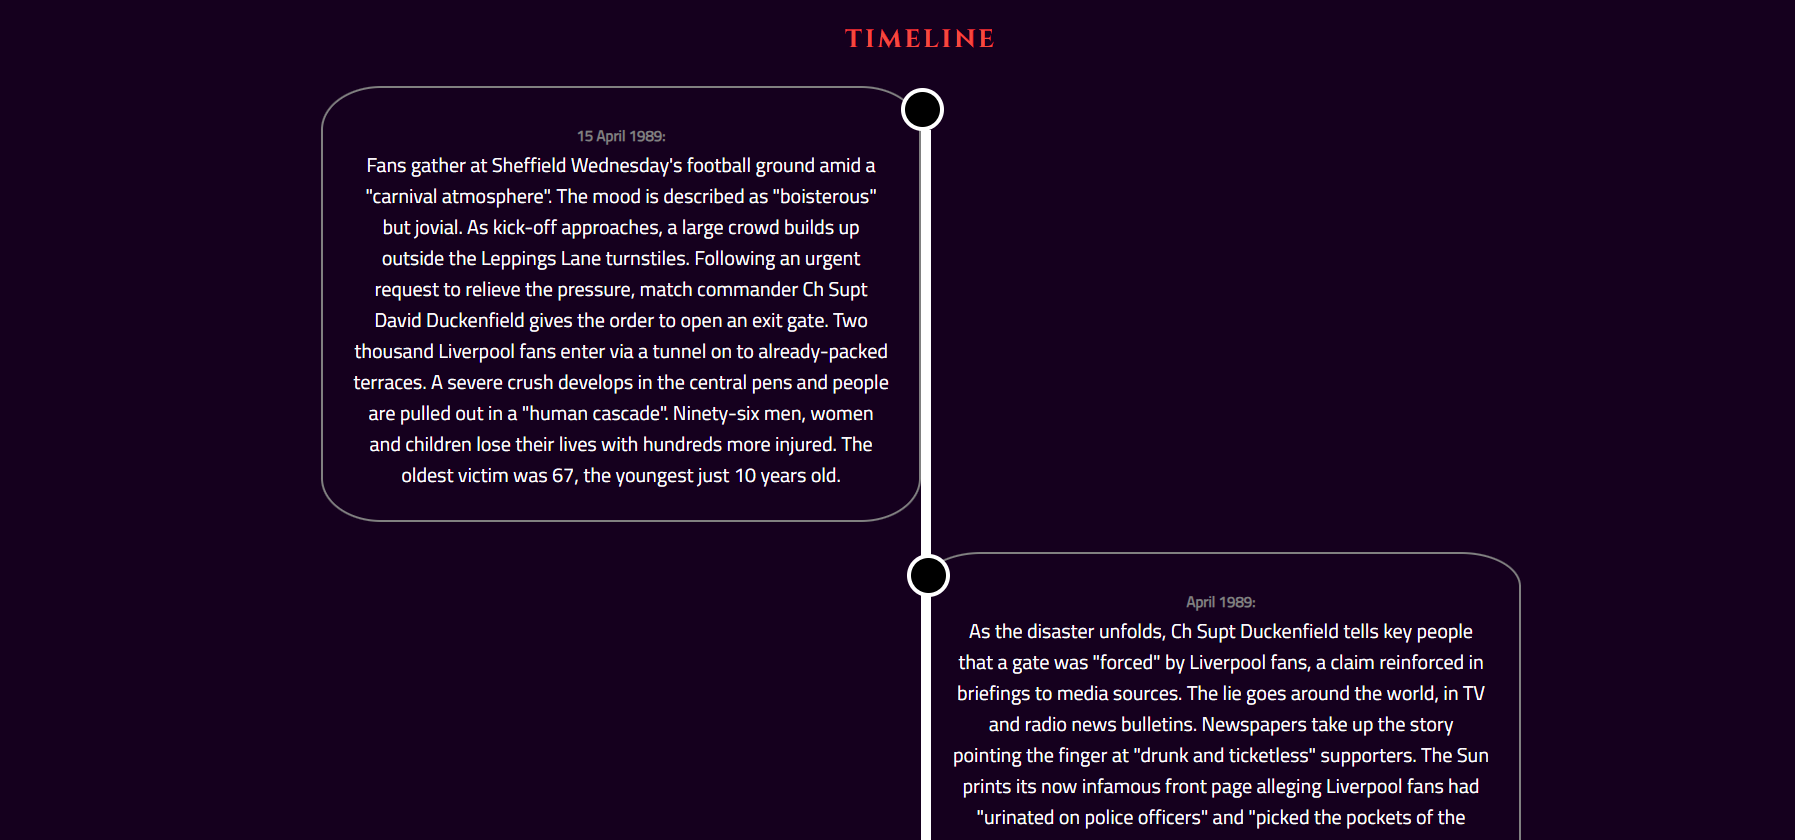 TIMELINE
15 April 1989:
Fans gather at Sheffield Wednesday's football ground amid a
"carnival atmosphere". The mood is described as "boisterous"
but jovial. As kick-off approaches, a large crowd builds up
outside the Leppings Lane turnstiles. Following an urgent
request to relieve the pressure, match commander Ch Supt
David Duckenfield gives the order to open an exit gate. Two
thousand Liverpool fans enter via a tunnel on to already-packed
terraces. A severe crush develops in the central pens and people
are pulled out in a "human cascade". Ninety-six men, women
and children lose their lives with hundreds more injured. The
oldest victim was 67, the youngest just 10 years old.
April 1989:
As the disaster unfolds, Ch Supt Duckenfield tells key people
that a gate was "forced" by Liverpool fans, a claim reinforced in
briefings to media sources. The lie goes around the world, in TV
and radio news bulletins. Newspapers take up the story
pointing the finger at "drunk and ticketless" supporters. The Sun
prints its now infamous front page alleging Liverpool fans had
"urinated on police officers" and "picked the pockets of the